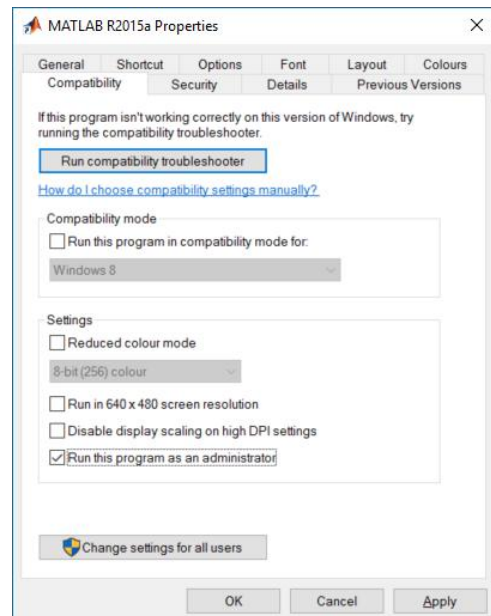 MATLAB R2015a Properties
General Shortcut Options Font Layout Colours
Compatibility Security Details Previous Versions
If this program isn't working correctly on this version of Windows, try
running the compatibility troubleshooter.
Run compatibility troubleshooter
How do I choose compatibility settings manually?
Compatibility mode
Run this program in compatibility mode for:
Windows 8
Settings
Reduced colour mode
8-bit (256) colour
Run in 640 x 480 screen resolution
Disable display scaling on high DPI settings
Run this program as an administrator
Change settings for all users
OK Cancel Apply